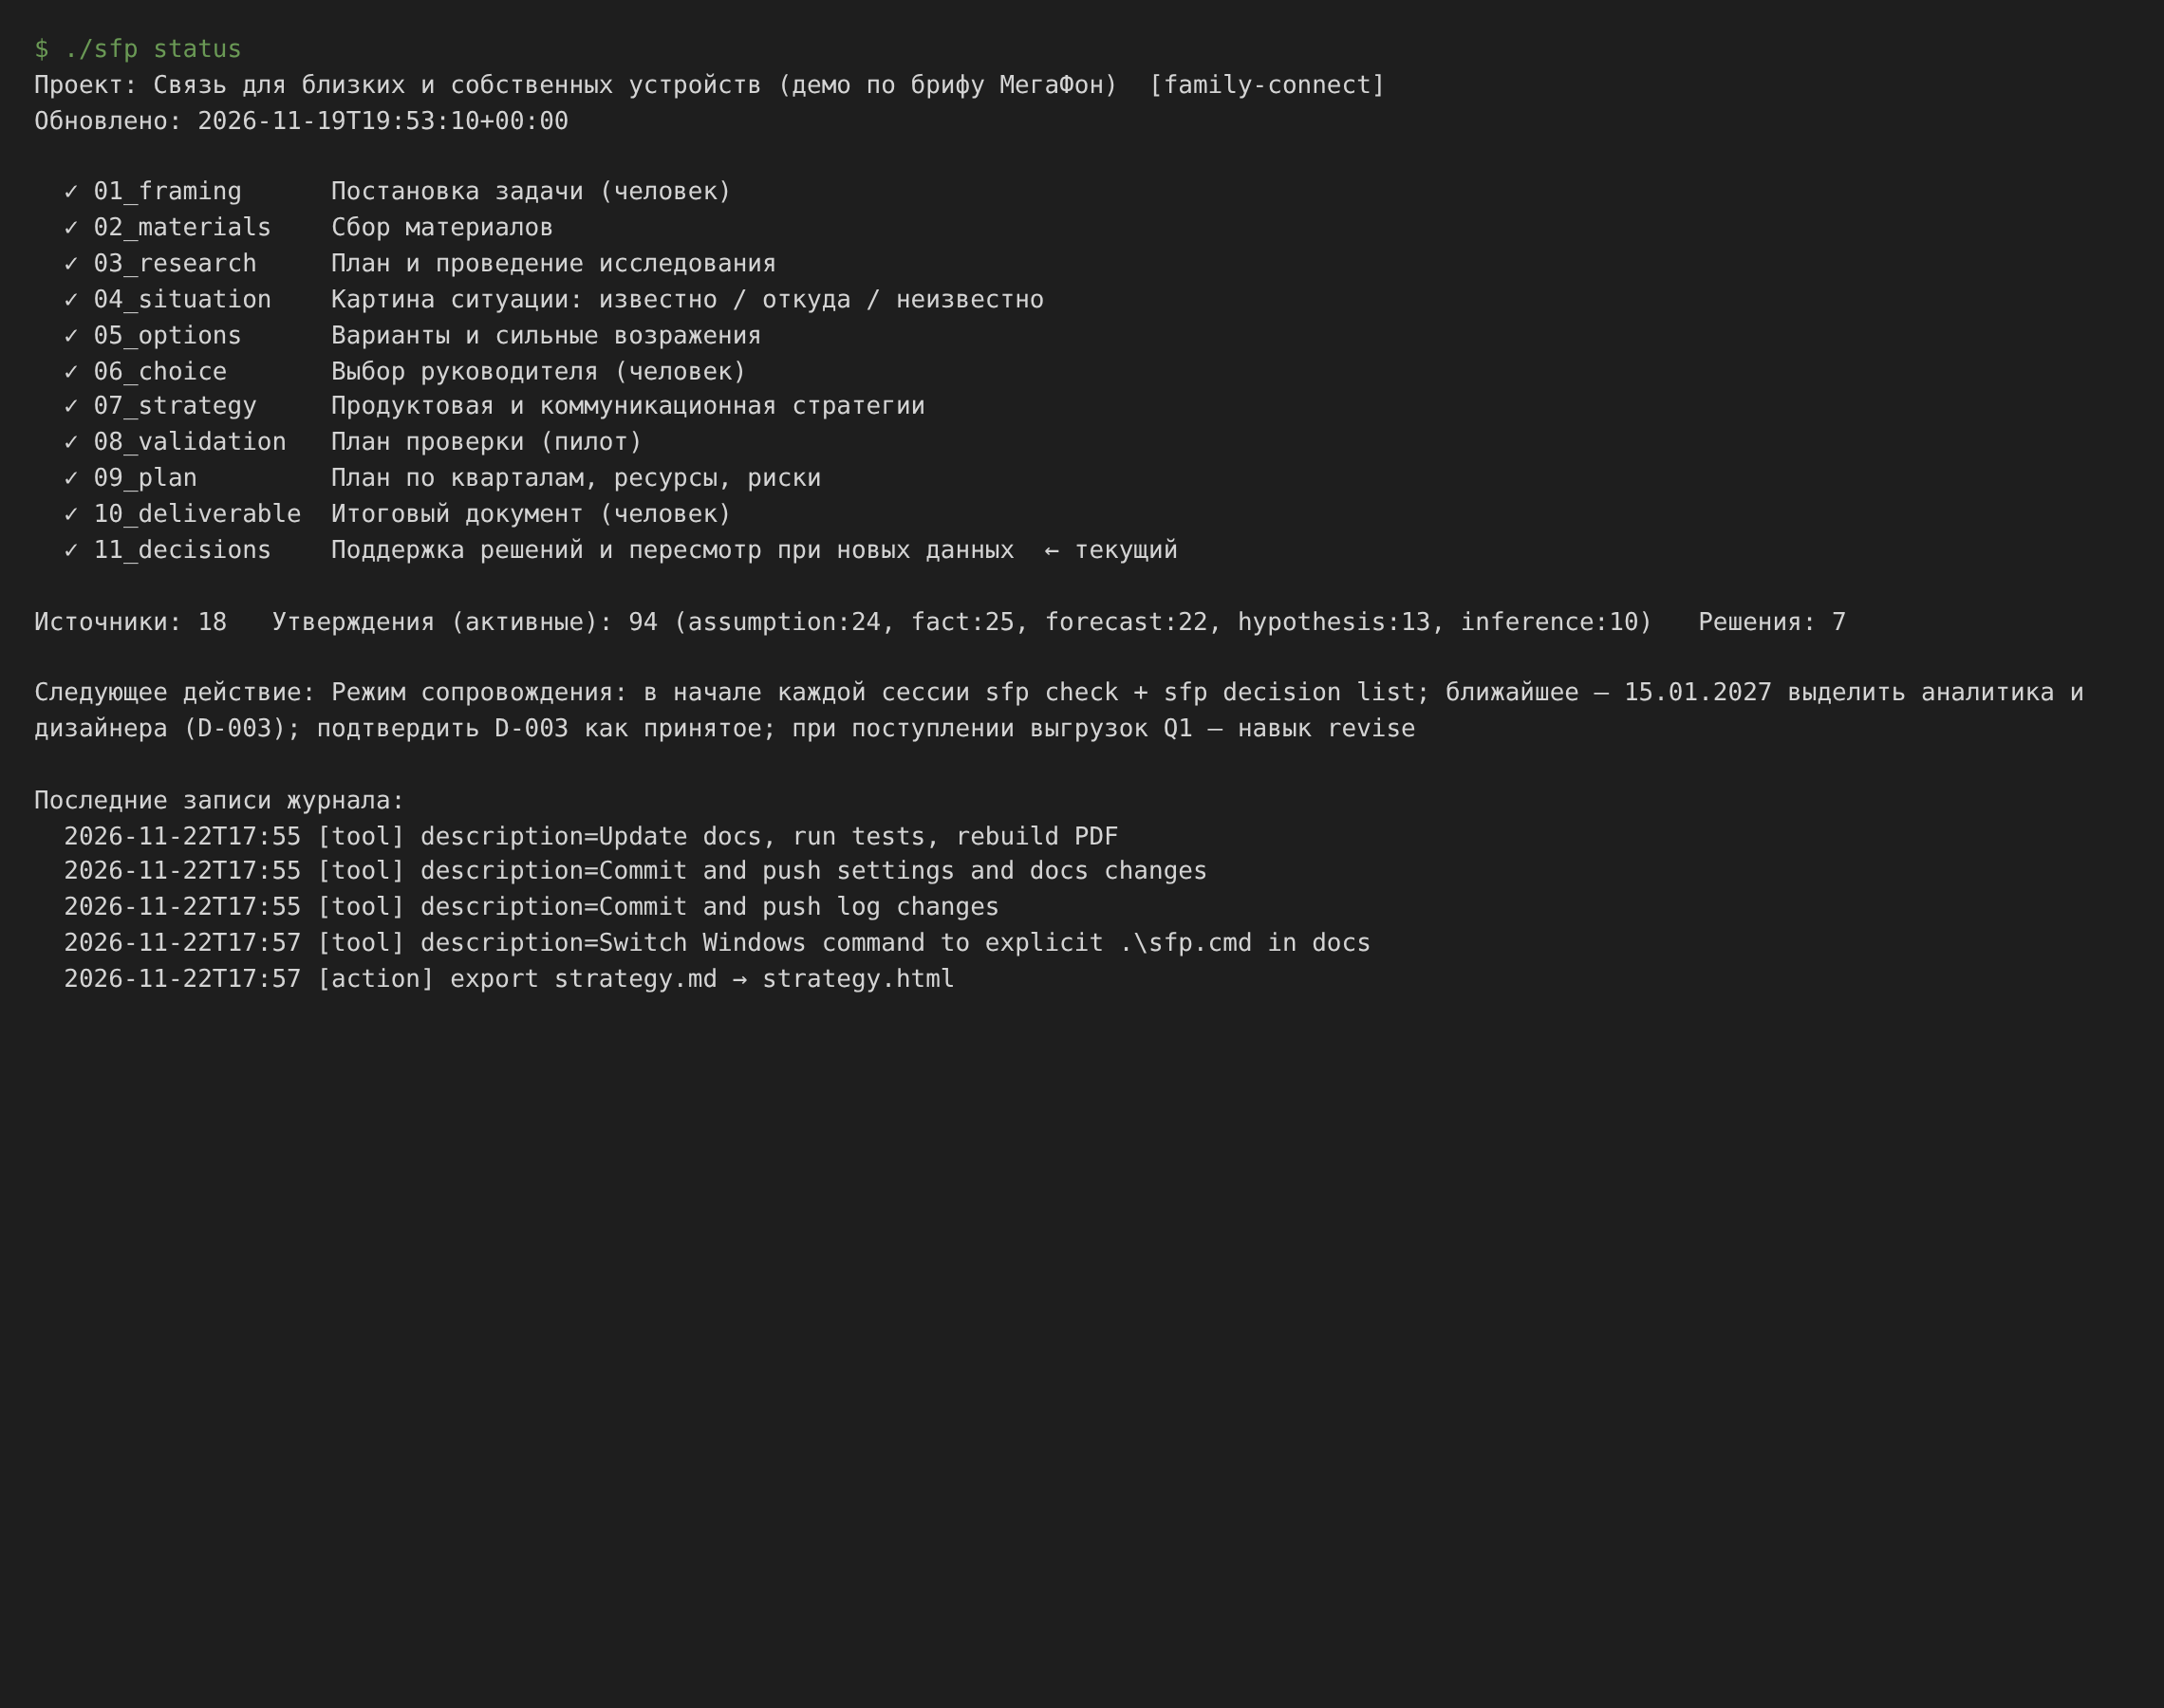 $ ./sfp status
Проект: Связь для близких и собственных устройств (демо по брифу МегаФон)  [family-connect]
Обновлено: 2026-11-19T19:53:10+00:00
✓ 01_framing      Постановка задачи (человек)
✓ 02_materials    Сбор материалов
✓ 03_research     План и проведение исследования
✓ 04_situation    Картина ситуации: известно / откуда / неизвестно
✓ 05_options      Варианты и сильные возражения
✓ 06_choice       Выбор руководителя (человек)
✓ 07_strategy     Продуктовая и коммуникационная стратегии
✓ 08_validation   План проверки (пилот)
✓ 09_plan         План по кварталам, ресурсы, риски
✓ 10_deliverable  Итоговый документ (человек)
✓ 11_decisions    Поддержка решений и пересмотр при новых данных  ← текущий
Источники: 18   Утверждения (активные): 94 (assumption:24, fact:25, forecast:22, hypothesis:13, inference:10)   Решения: 7
Следующее действие: Режим сопровождения: в начале каждой сессии sfp check + sfp decision list; ближайшее — 15.01.2027 выделить аналитика и
дизайнера (D-003); подтвердить D-003 как принятое; при поступлении выгрузок Q1 — навык revise
Последние записи журнала:
2026-11-22T17:55 [tool] description=Update docs, run tests, rebuild PDF
2026-11-22T17:55 [tool] description=Commit and push settings and docs changes
2026-11-22T17:55 [tool] description=Commit and push log changes
2026-11-22T17:57 [tool] description=Switch Windows command to explicit .\sfp.cmd in docs
2026-11-22T17:57 [action] export strategy.md → strategy.html